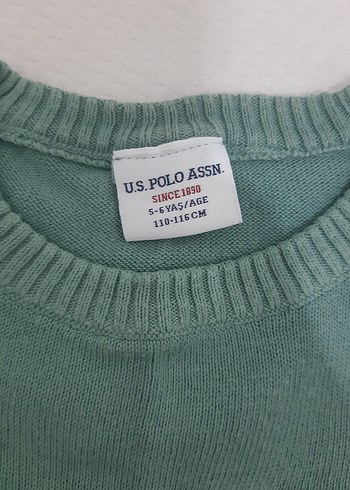 U.S. POLO ASSN.
SINCE 1890
5-6 YAŞ/AGE
110-116 CM